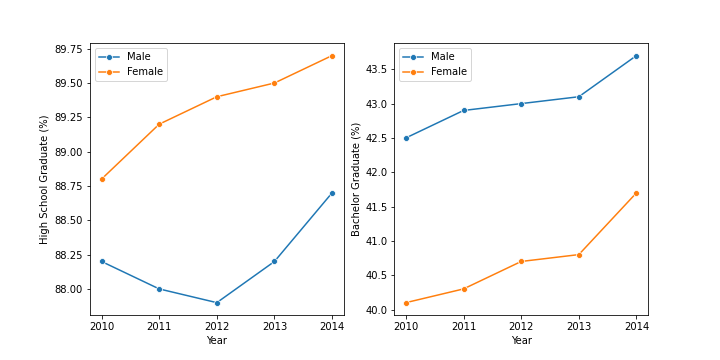 Male
Female
High School Graduate (%)
89.75
89.50
89.25
89.00
88.75
88.50
88.25
88.00
2010 2011 2012 2013 2014
Year
Male
Female
Bachelor Graduate (%)
43.5
43.0
42.5
42.0
41.5
41.0
40.5
40.0
2010 2011 2012 2013 2014
Year